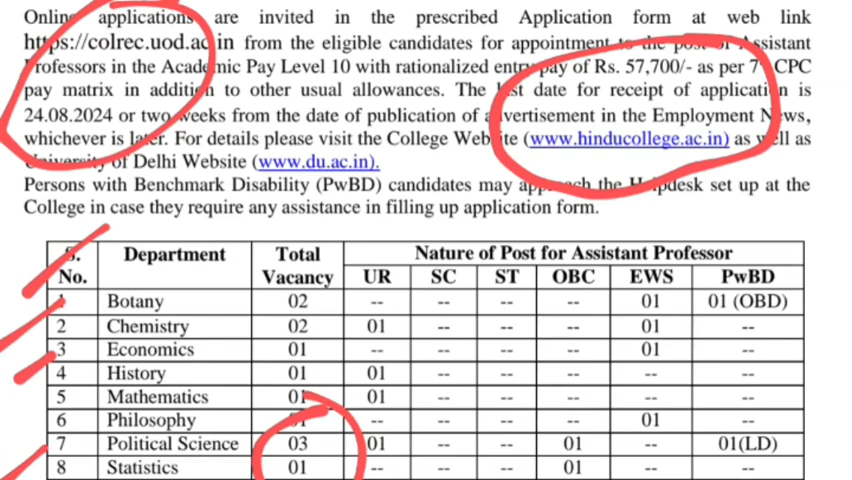 Online applications are invited in the prescribed Application form at web link
https://colrec.uod.ac.in from the eligible candidates for appointment to the post of Assistant
Professors in the Academic Pay Level 10 with rationalized entry pay of Rs. 57,700/- as per 7th CPC
pay matrix in addition to other usual allowances. The last date for receipt of application is
24.08.2024 or two weeks from the date of publication of advertisement in the Employment News,
whichever is later. For details please visit the College Website (www.hinducollege.ac.in) as well as
University of Delhi Website (www.du.ac.in).
Persons with Benchmark Disability (PwBD) candidates may approach the Helpdesk set up at the
College in case they require any assistance in filling up application form.
S. No. Department Total Vacancy Nature of Post for Assistant Professor
UR SC ST OBC EWS PwBD
1 Botany 02 -- -- -- -- 01 01 (OBD)
2 Chemistry 02 01 -- -- -- 01 --
3 Economics 01 -- -- -- -- 01 --
4 History 01 01 -- -- -- -- --
5 Mathematics 01 01 -- -- -- -- --
6 Philosophy 01 -- -- -- -- 01 --
7 Political Science 03 01 -- -- 01 -- 01(LD)
8 Statistics 01 -- -- -- 01 -- --